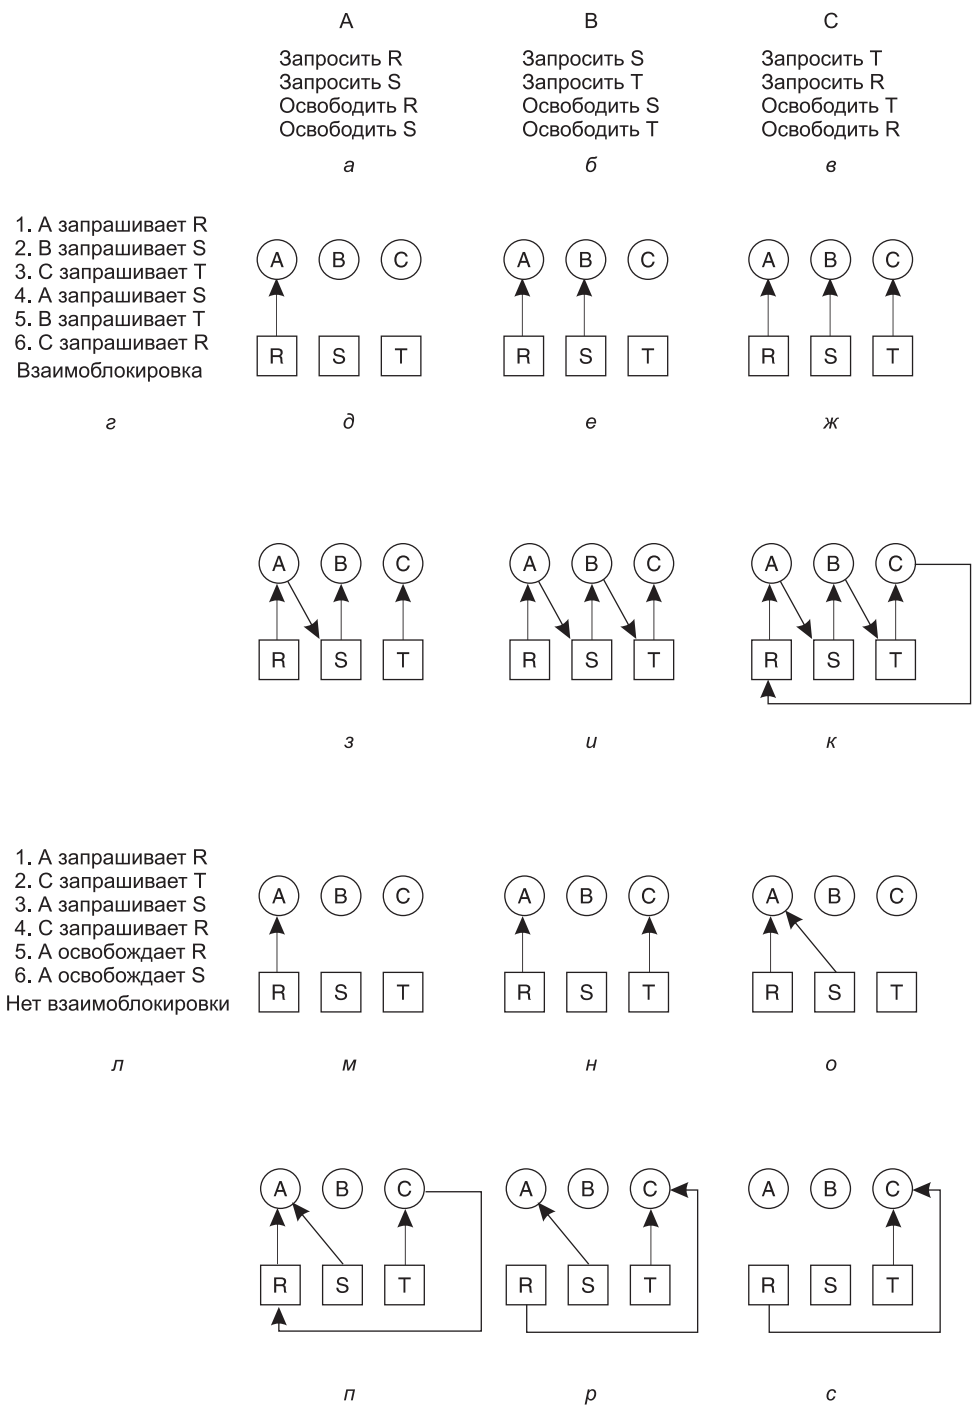 А В С
Запросить R Запросить S Запросить T
Запросить S Запросить T Запросить R
Освободить R Освободить S Освободить T
Освободить S Освободить T Освободить R
а б в
1. А запрашивает R
2. В запрашивает S
3. С запрашивает T
4. А запрашивает S
5. В запрашивает T
6. С запрашивает R
Взаимоблокировка
A B C A B C A B C
R S T R S T R S T
г д е ж
A B C A B C A B C
R S T R S T R S T
з и к
1. А запрашивает R
2. С запрашивает T
3. А запрашивает S
4. С запрашивает R
5. А освобождает R
6. А освобождает S
Нет взаимоблокировки
A B C A B C A B C
R S T R S T R S T
л м н о
A B C A B C A B C
R S T R S T R S T
п р с